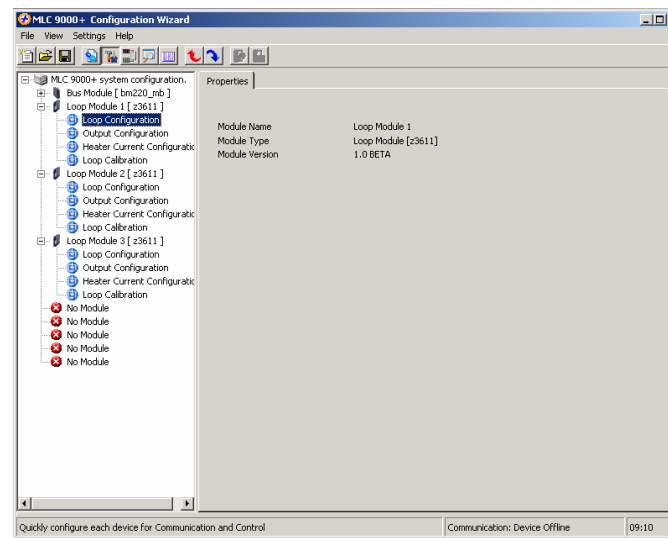 MLC 9000+ Configuration Wizard
File View Settings Help
MLC 9000+ system configuration.
Bus Module [ bm220_mb ]
Loop Module 1 [ z3611 ]
Loop Configuration
Output Configuration
Heater Current Configuratic
Loop Calibration
Loop Module 2 [ z3611 ]
Loop Configuration
Output Configuration
Heater Current Configuratic
Loop Calibration
Loop Module 3 [ z3611 ]
Loop Configuration
Output Configuration
Heater Current Configuratic
Loop Calibration
No Module
No Module
No Module
No Module
No Module
Properties
Module Name Loop Module 1
Module Type Loop Module [z3611]
Module Version 1.0 BETA
Quickly configure each device for Communication and Control
Communication: Device Offline
09:10